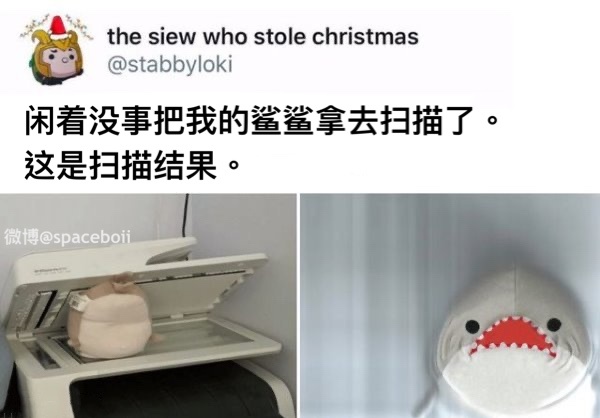 the siew who stole christmas
@stabbyloki
闲着没事把我的鲨鲨拿去扫描了。
这是扫描结果。
微博@spaceboii